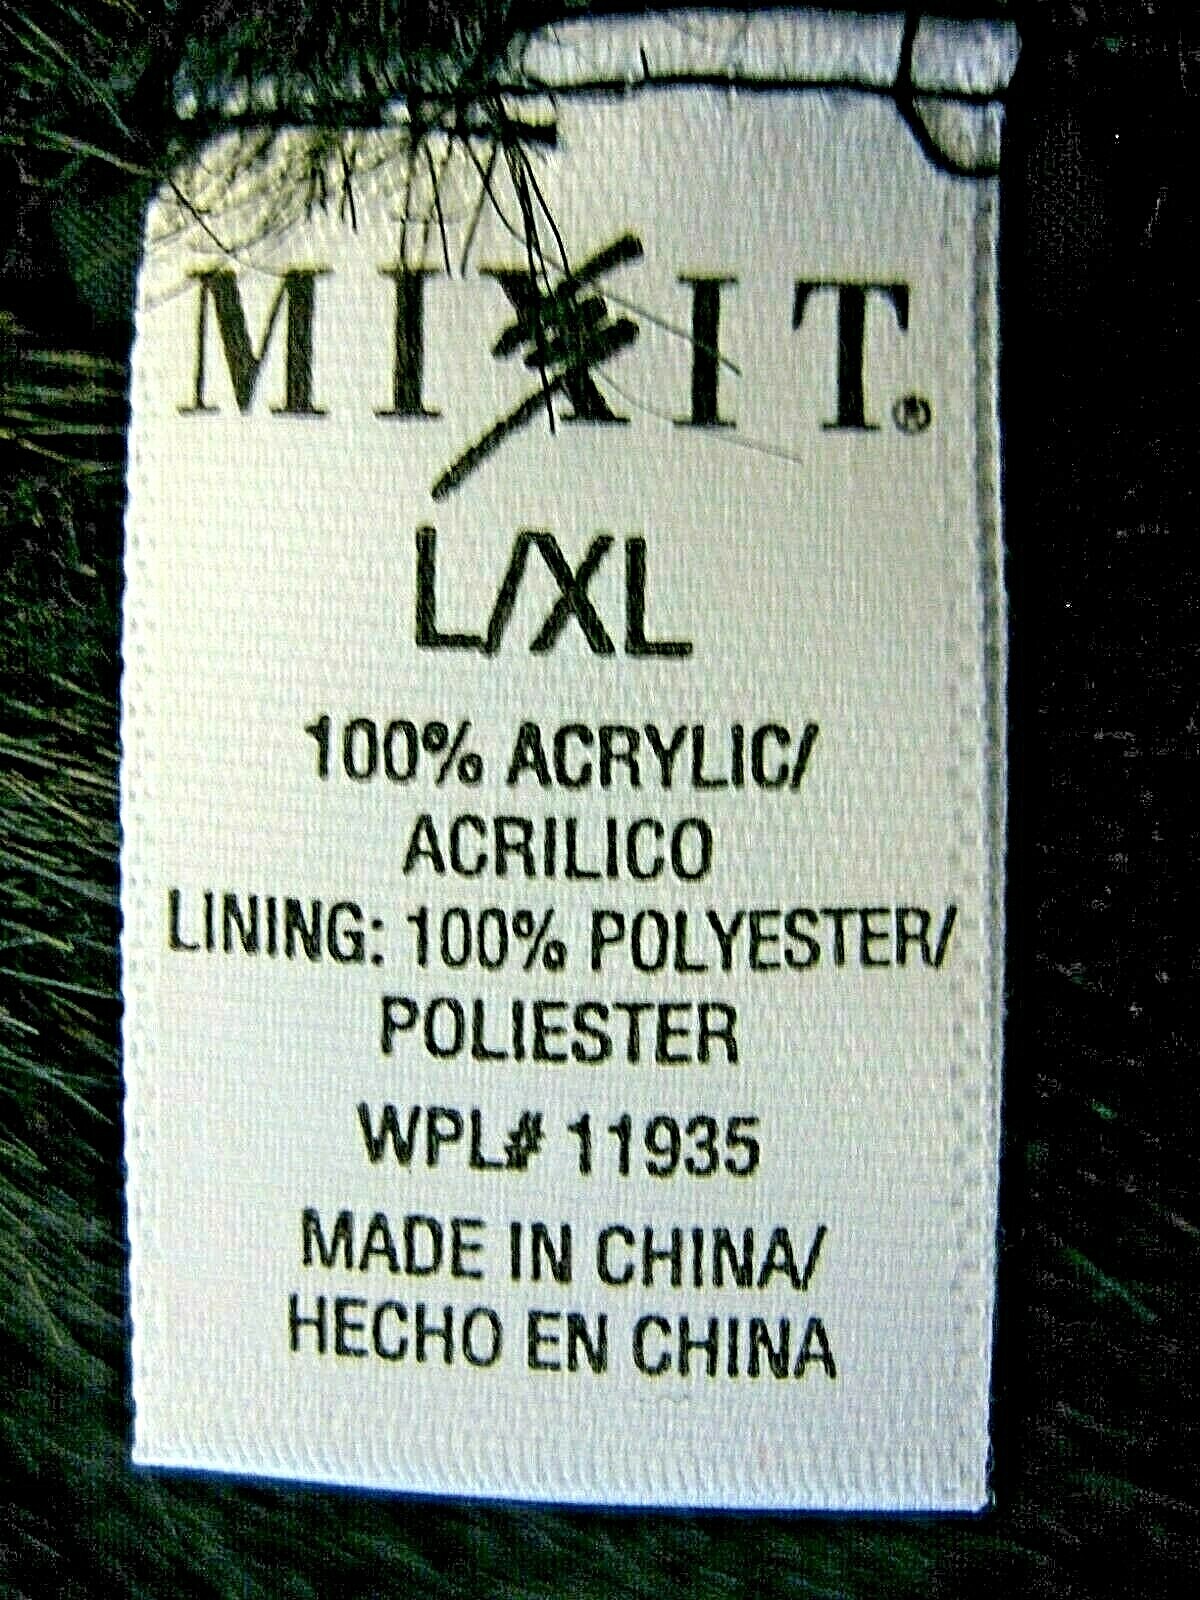 MIXIT®
L/XL
100% ACRYLIC/
ACRILICO
LINING: 100% POLYESTER/
POLIESTER
WPL# 11935
MADE IN CHINA/
HECHO EN CHINA